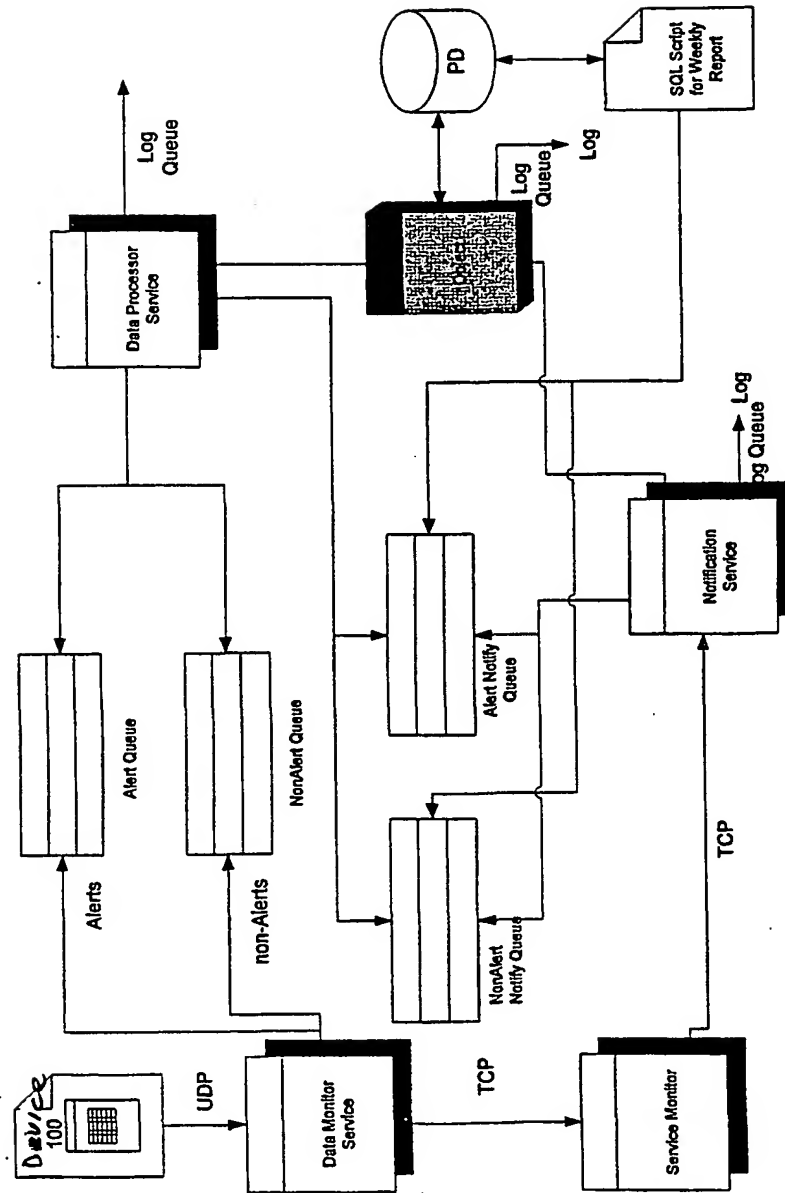 Device
100
UDP
Data Monitor
Service
TCP
Service Monitor
Alerts
non-Alerts
Alert Queue
NonAlert Queue
NonAlert
Notify Queue
Alert Notify
Queue
TCP
Data Processor
Service
Log
Queue
Object
Log
Queue
Log
PD
SQL Script
for Weekly
Report
Notification
Service
Log
og Queue